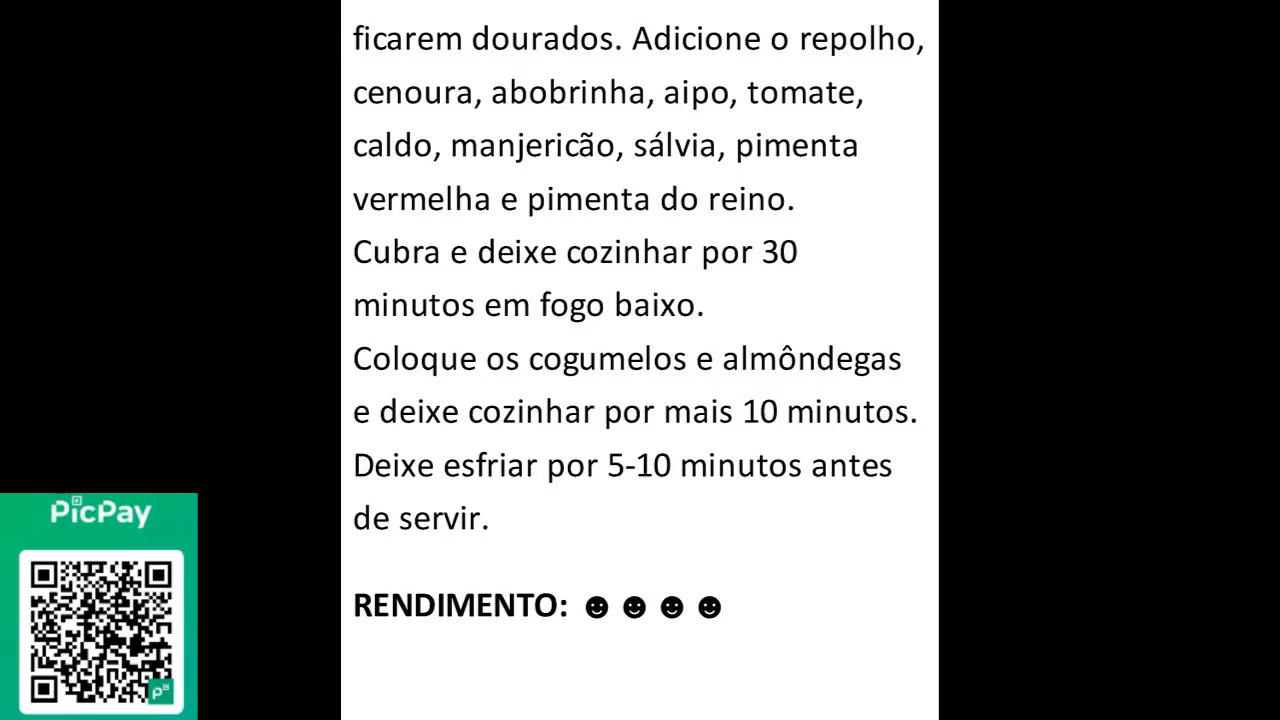 ficarem dourados. Adicione o repolho,
cenoura, abobrinha, aipo, tomate,
caldo, manjericão, sálvia, pimenta
vermelha e pimenta do reino.
Cubra e deixe cozinhar por 30
minutos em fogo baixo.
Coloque os cogumelos e almôndegas
e deixe cozinhar por mais 10 minutos.
Deixe esfriar por 5-10 minutos antes
de servir.
RENDIMENTO: ☻ ☻ ☻ ☻
PicPay